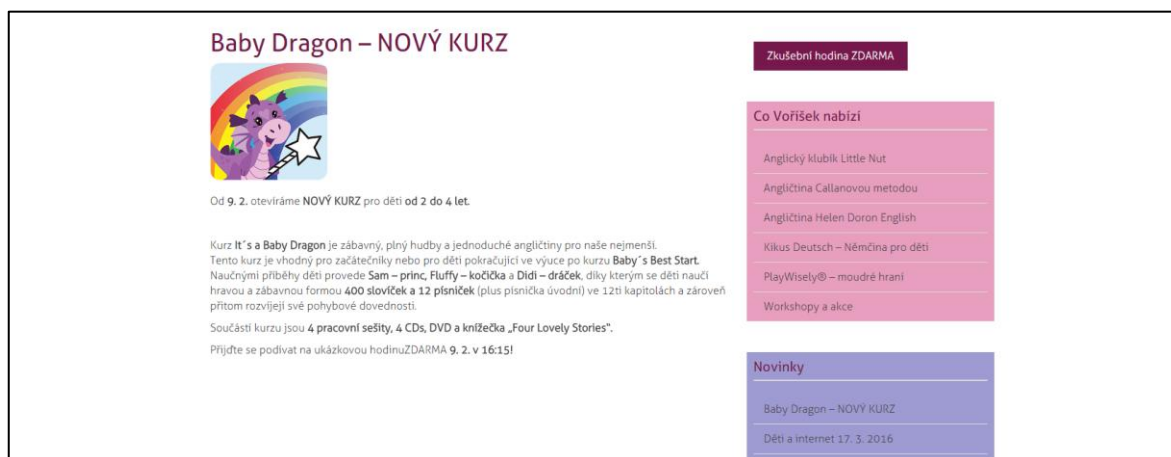 Baby Dragon – NOVÝ KURZ
Od 9. 2. otevíráme NOVÝ KURZ pro děti od 2 do 4 let.
Kurz It´s a Baby Dragon je zábavný, plný hudby a jednoduché angličtiny pro naše nejmenší.
Tento kurz je vhodný pro začátečníky nebo pro děti pokračující ve výuce po kurzu Baby´s Best Start.
Naučnými příběhy děti provede Sam – princ, Fluffy – kočička a Didi – dráček, díky kterým se děti naučí
hravou a zábavnou formou 400 slovíček a 12 písniček (plus písnička úvodní) ve 12ti kapitolách a zároveň
přitom rozvíjejí své pohybové dovednosti.
Součástí kurzu jsou 4 pracovní sešity, 4 CDs, DVD a knížečka „Four Lovely Stories“.
Přijďte se podívat na ukázkovou hodinuZDARMA 9. 2. v 16:15!
Zkušební hodina ZDARMA
Co Voříšek nabízí
Anglický klubík Little Nut
Angličtina Callanovou metodou
Angličtina Helen Doron English
Kikus Deutsch – Němčina pro děti
PlayWisely® – moudré hraní
Workshopy a akce
Novinky
Baby Dragon – NOVÝ KURZ
Děti a internet 17. 3. 2016